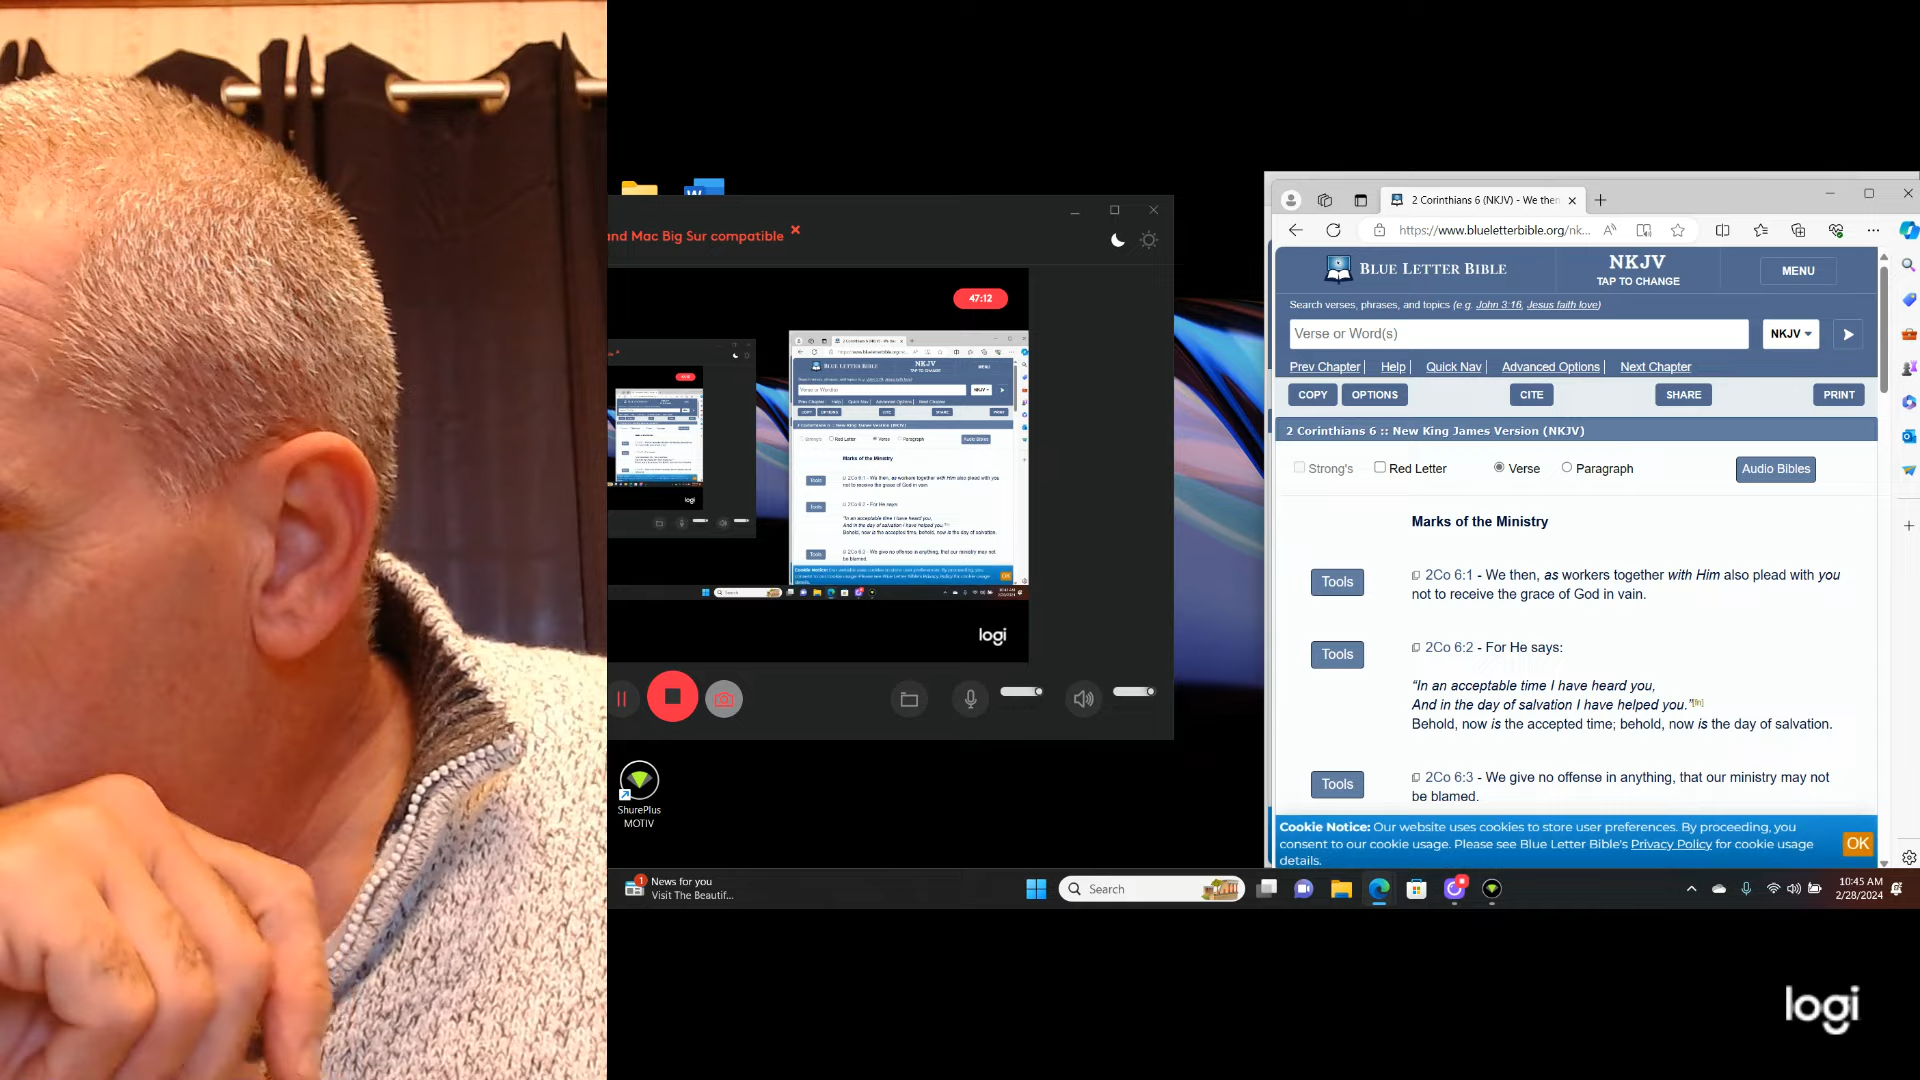 W
and Mac Big Sur compatible
47:12
logi
ShurePlus
MOTIV
2 Corinthians 6 (NKJV) - We then
https://www.blueletterbible.org/nk...
BLUE LETTER BIBLE
NKJV
TAP TO CHANGE
MENU
Search verses, phrases, and topics (e.g. John 3:16, Jesus faith love)
Verse or Word(s)
NKJV
Prev Chapter Help Quick Nav Advanced Options Next Chapter
COPY OPTIONS CITE SHARE PRINT
2 Corinthians 6 :: New King James Version (NKJV)
Strong's Red Letter Verse Paragraph Audio Bibles
Marks of the Ministry
Tools
2Co 6:1 - We then, as workers together with Him also plead with you
not to receive the grace of God in vain.
Tools
2Co 6:2 - For He says:
“In an acceptable time I have heard you,
And in the day of salvation I have helped you.”[fn]
Behold, now is the accepted time; behold, now is the day of salvation.
Tools
2Co 6:3 - We give no offense in anything, that our ministry may not
be blamed.
Cookie Notice: Our website uses cookies to store user preferences. By proceeding, you
consent to our cookie usage. Please see Blue Letter Bible's Privacy Policy for cookie usage
details.
OK
1
News for you
Visit The Beautif...
Search
10:45 AM
2/28/2024
logi